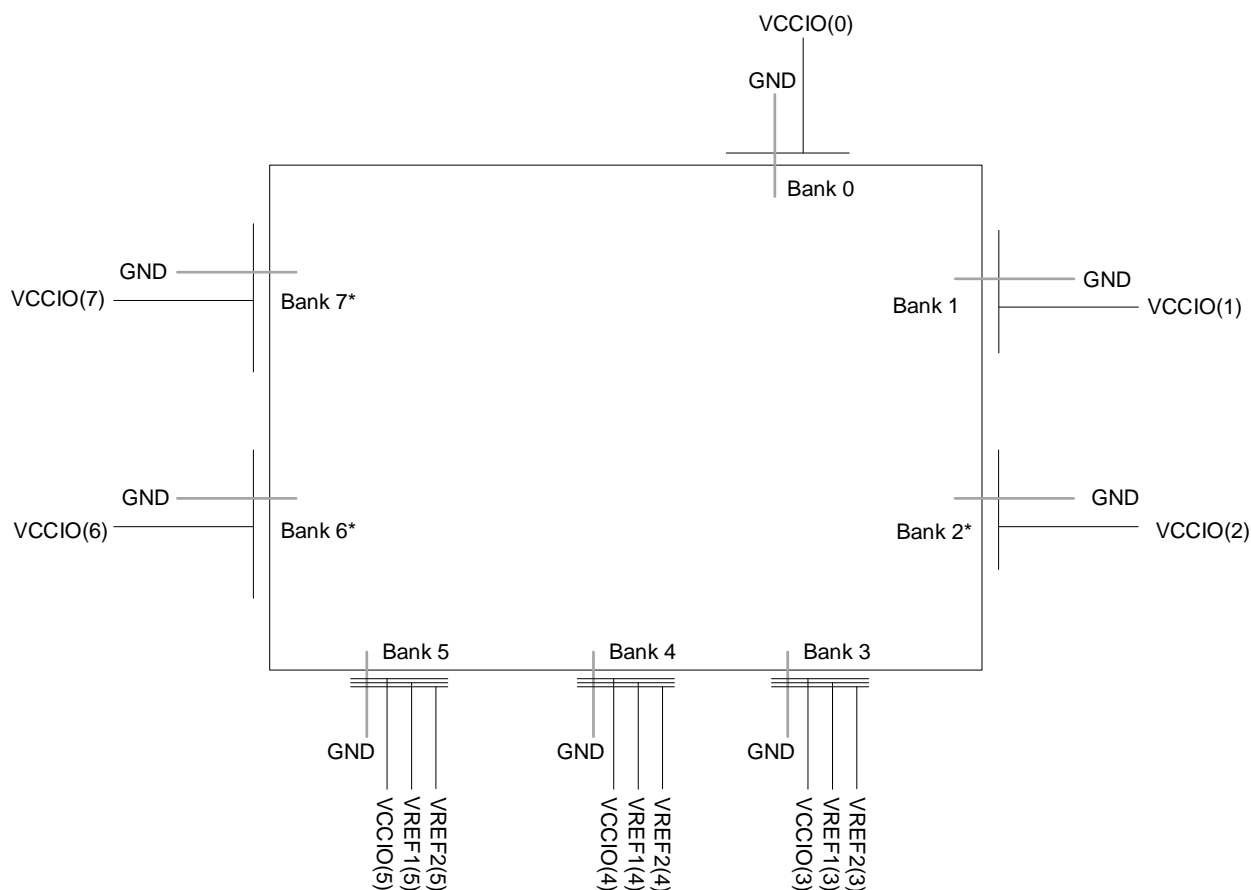 VCCIO(0)
GND
Bank 0
GND
VCCIO(7)
Bank 7*
GND
Bank 1
VCCIO(1)
GND
VCCIO(6)
Bank 6*
GND
Bank 2*
VCCIO(2)
Bank 5
Bank 4
Bank 3
GND
GND
GND
VCCIO(5)
VREF1(5)
VREF2(5)
VCCIO(4)
VREF1(4)
VREF2(4)
VCCIO(3)
VREF1(3)
VREF2(3)